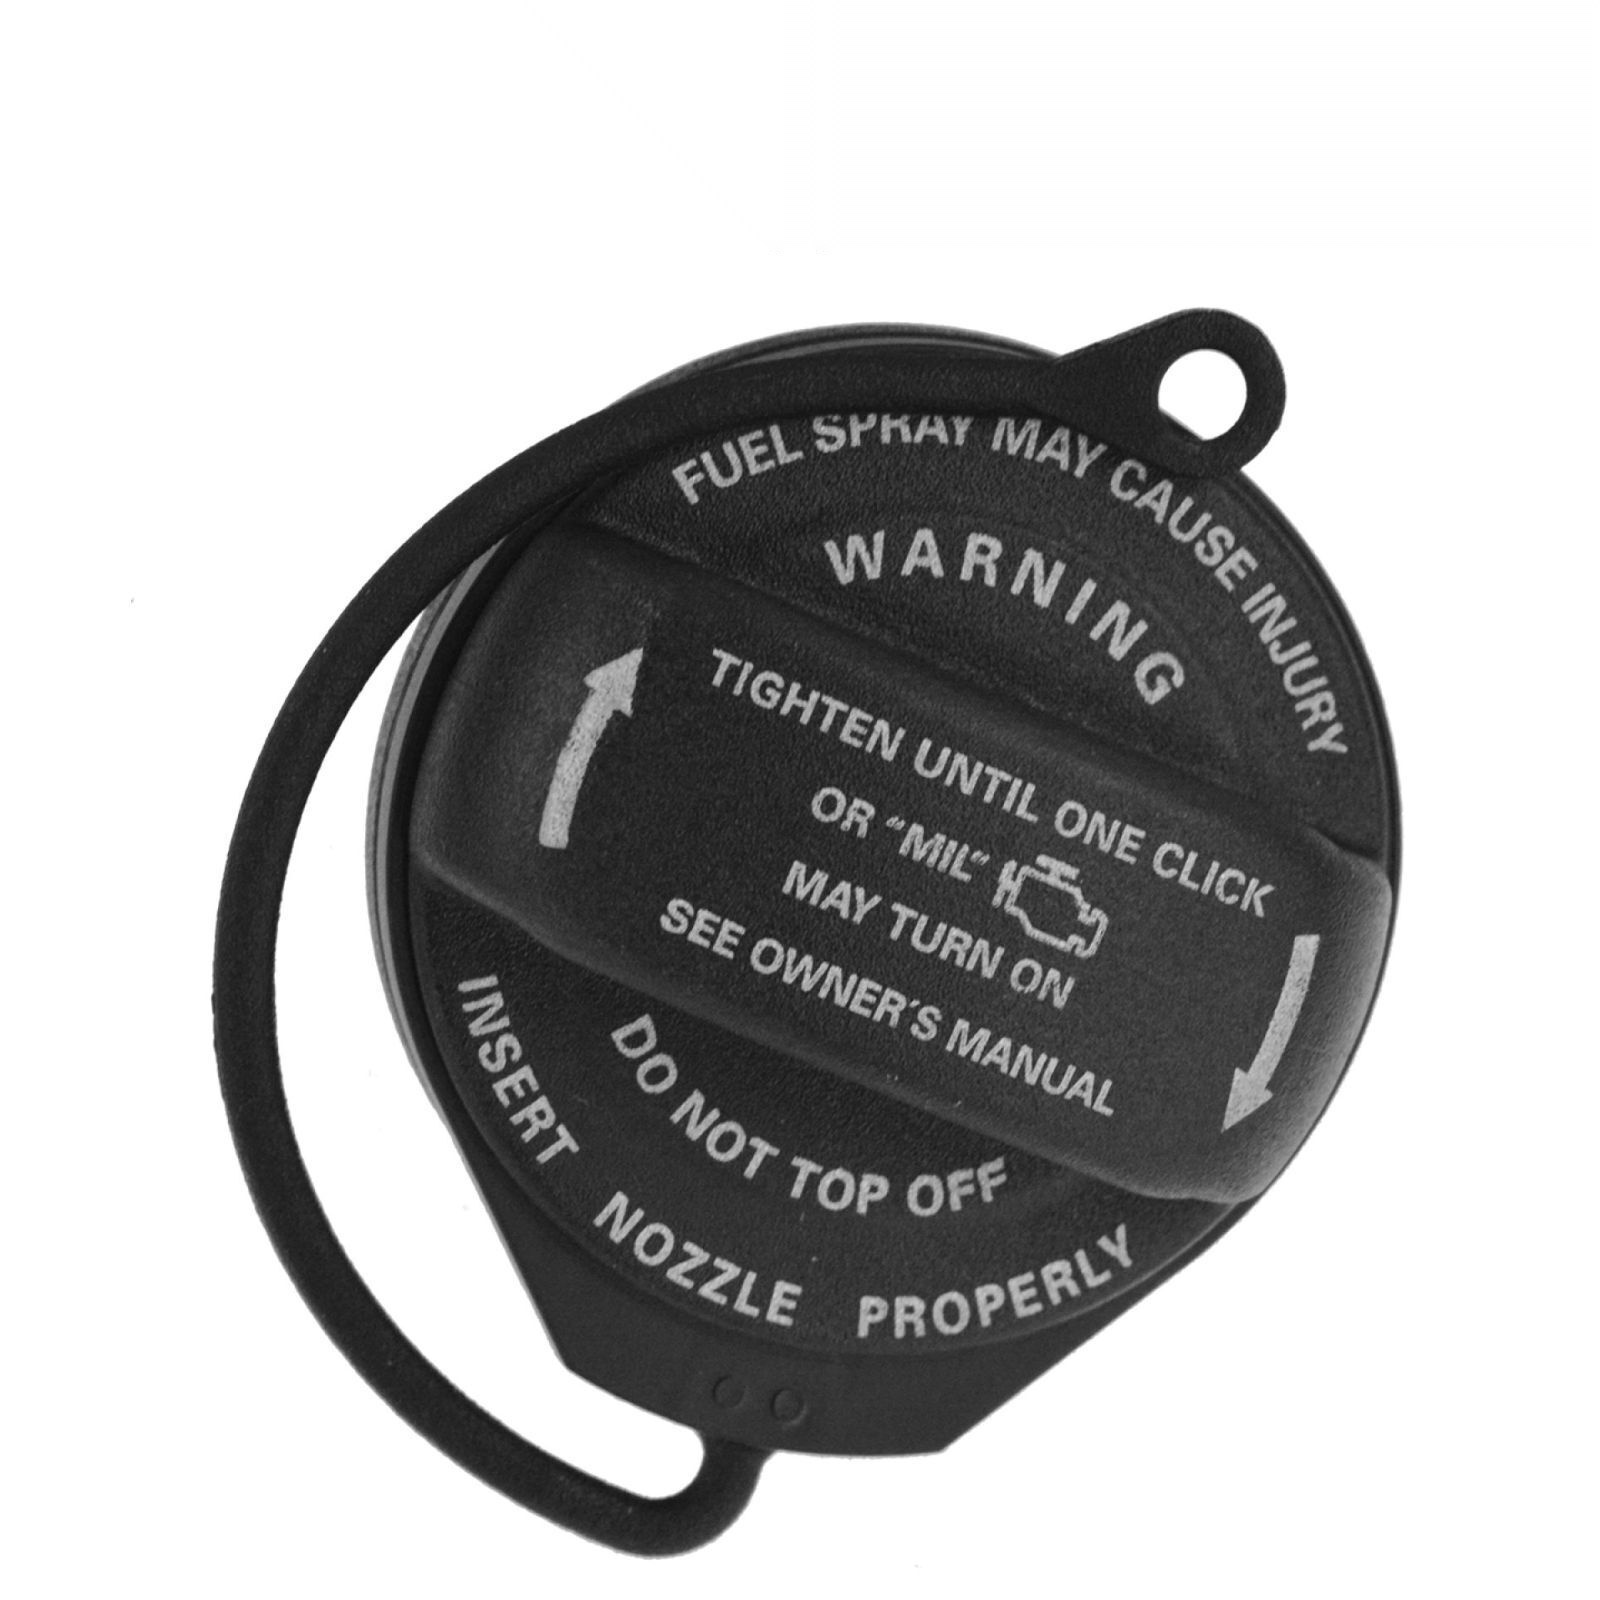 FUEL SPRAY MAY CAUSE INJURY
WARNING
TIGHTEN UNTIL ONE CLICK
OR "MIL"
MAY TURN ON
SEE OWNER'S MANUAL
DO NOT TOP OFF
INSERT NOZZLE PROPERLY